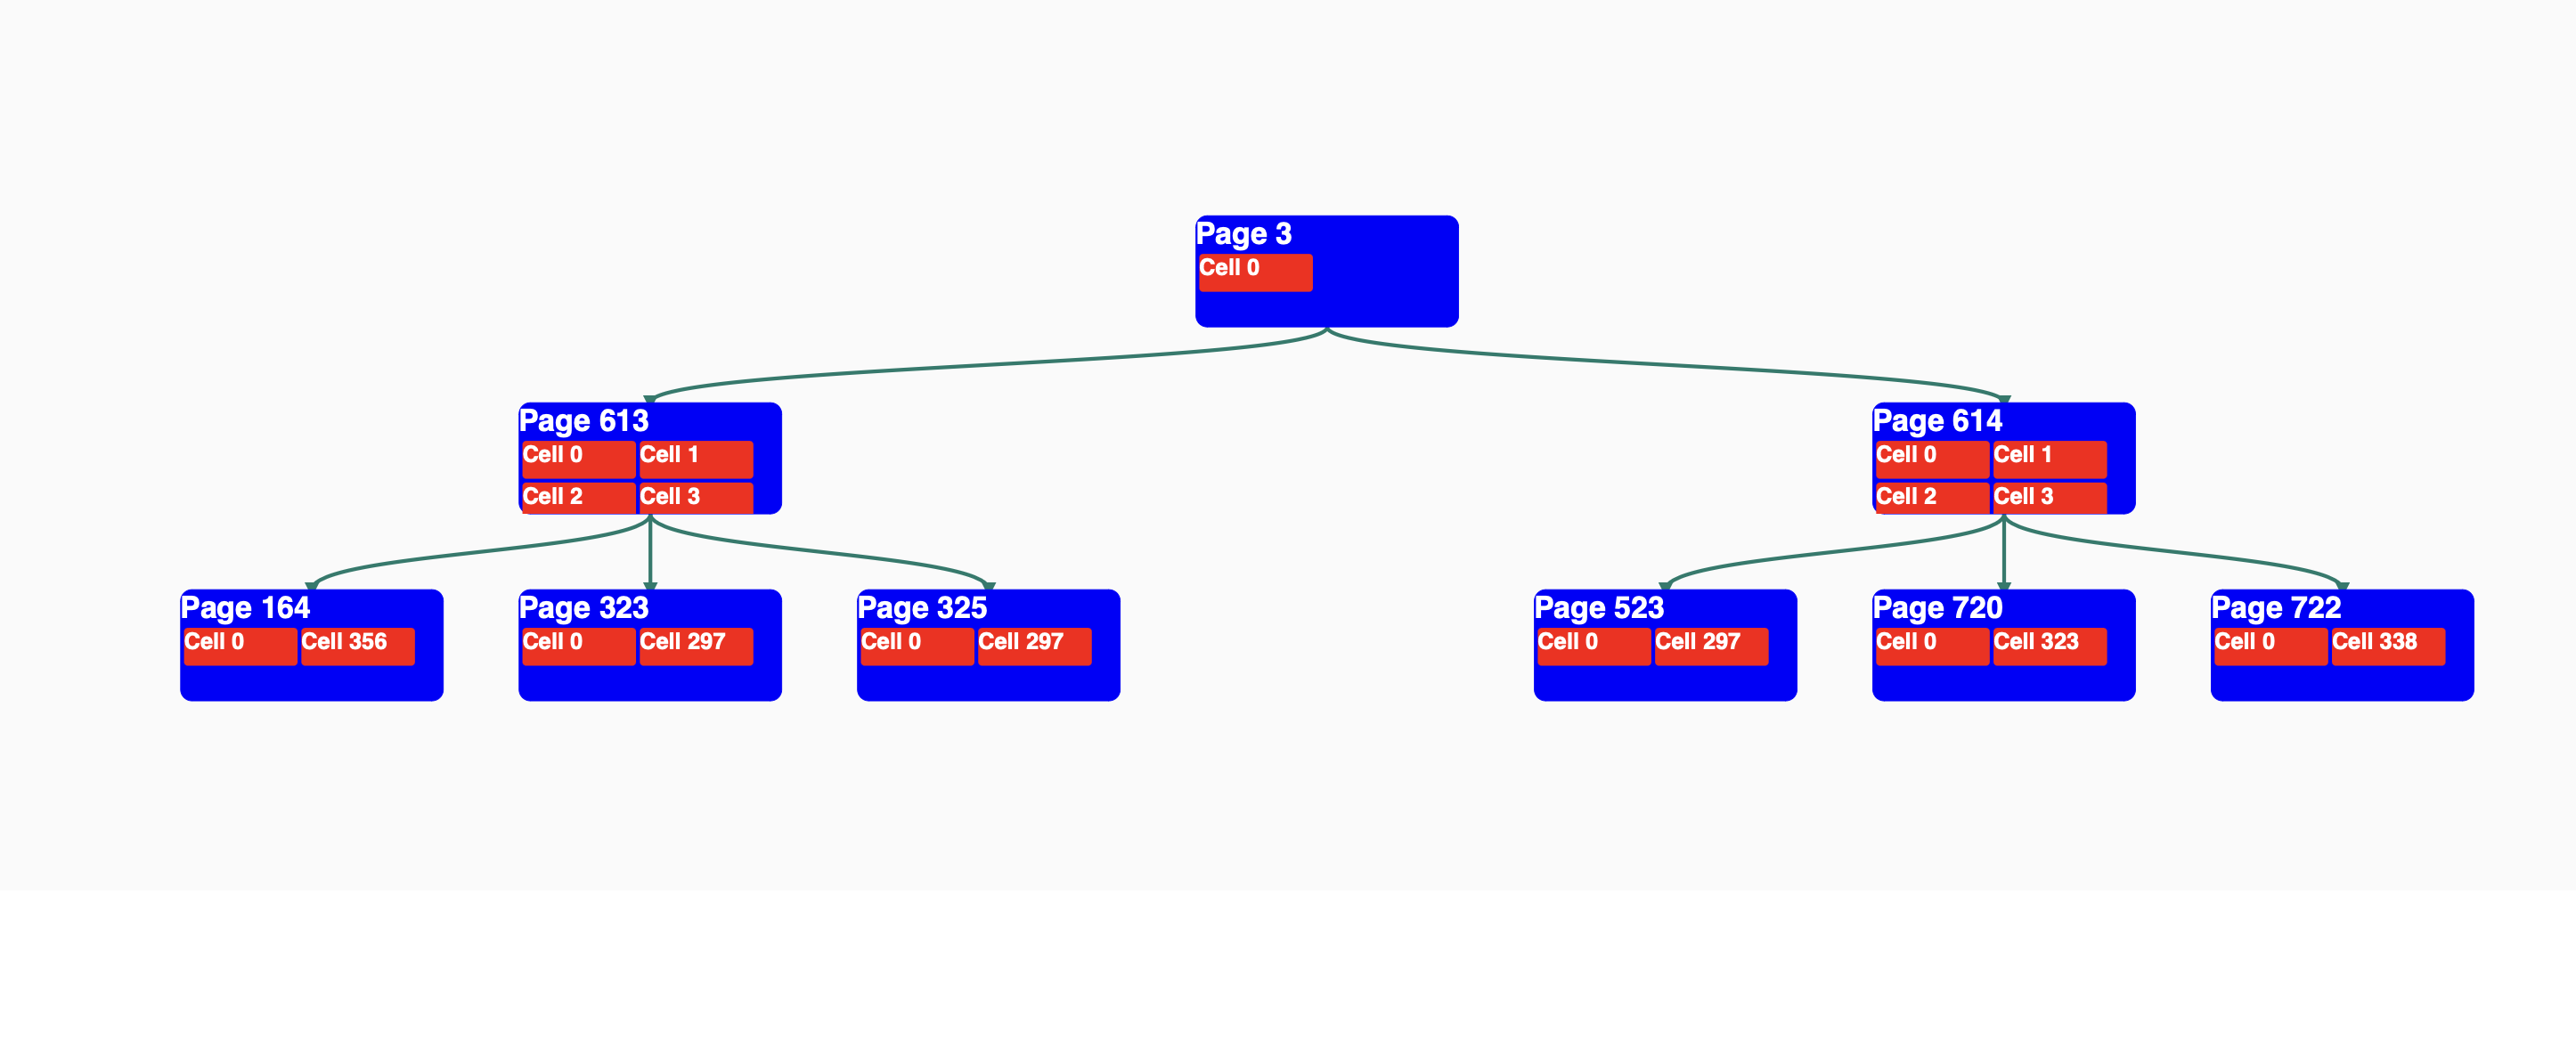 Page 3
Cell 0
Page 613
Cell 0 Cell 1
Cell 2 Cell 3
Page 614
Cell 0 Cell 1
Cell 2 Cell 3
Page 164
Cell 0 Cell 356
Page 323
Cell 0 Cell 297
Page 325
Cell 0 Cell 297
Page 523
Cell 0 Cell 297
Page 720
Cell 0 Cell 323
Page 722
Cell 0 Cell 338